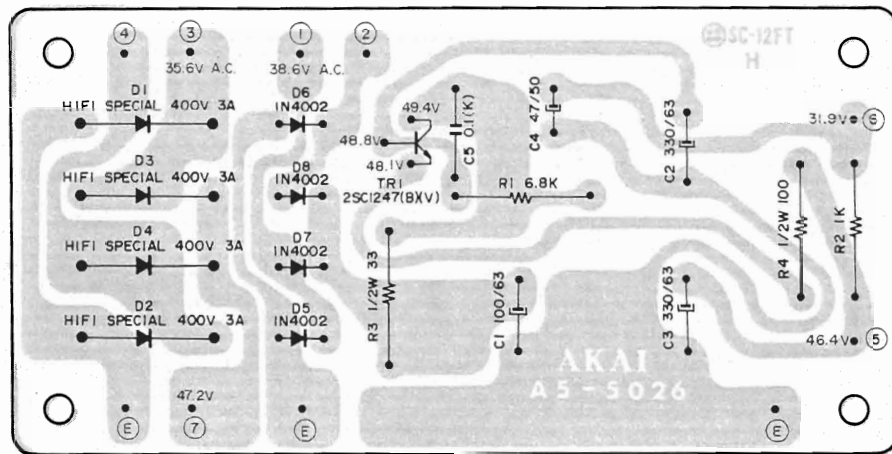 4
3
1
2
SC-12FT
H
35.6V A.C.
38.6V A.C.
D1
HIFI SPECIAL 400V 3A
D6
IN4002
49.4V
48.8V
48.1V
TR1
2SC1247(B)(V)
C5 0.1(K)
C4 47/50
C2 330/63
31.9V
6
D3
HIFI SPECIAL 400V 3A
D8
IN4002
R1 6.8K
R4 1/2W 100
R2 1K
D4
HIFI SPECIAL 400V 3A
D7
IN4002
R3 1/2W 33
C1 100/63
C3 330/63
D2
HIFI SPECIAL 400V 3A
D5
IN4002
46.4V
5
AKAI
A5-5026
47.2V
E
7
E
E